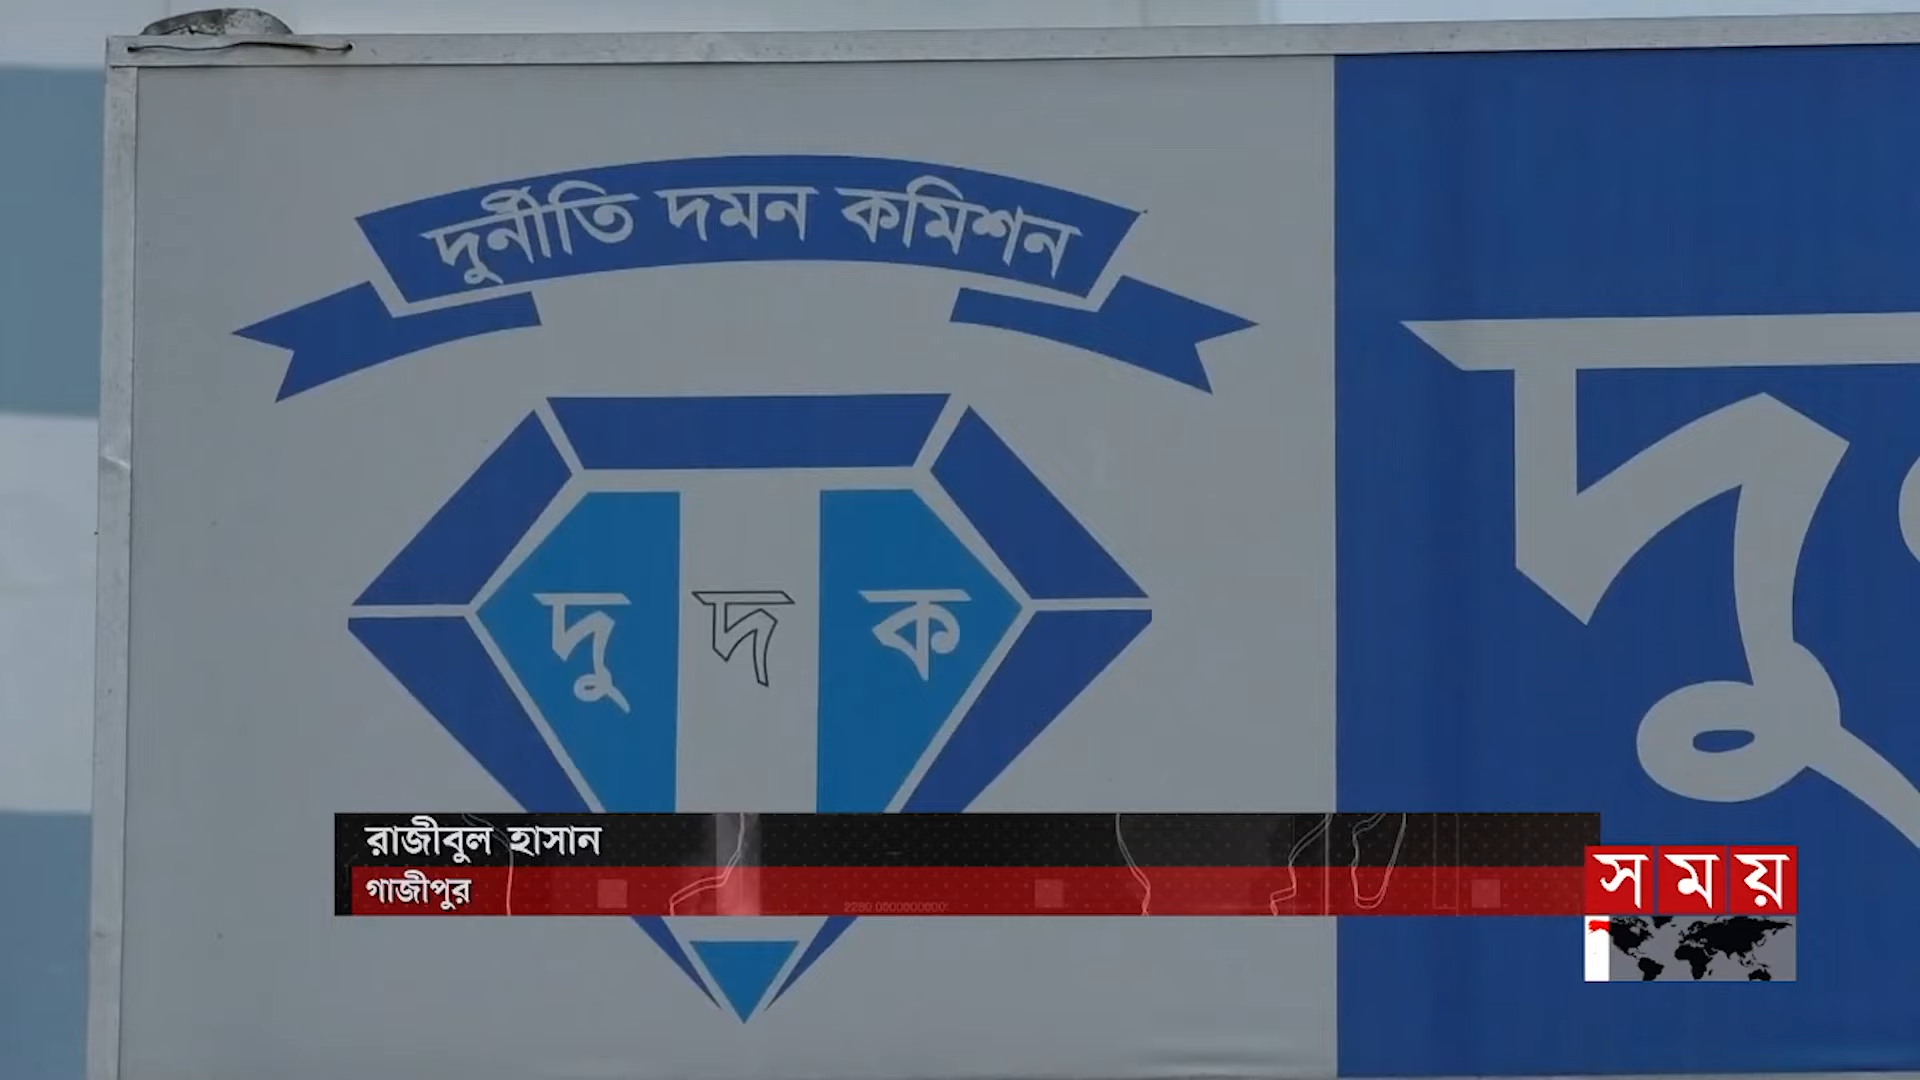 দুর্নীতি দমন কমিশন
দু দ ক
দু
রাজীবুল হাসান
গাজীপুর
সময়